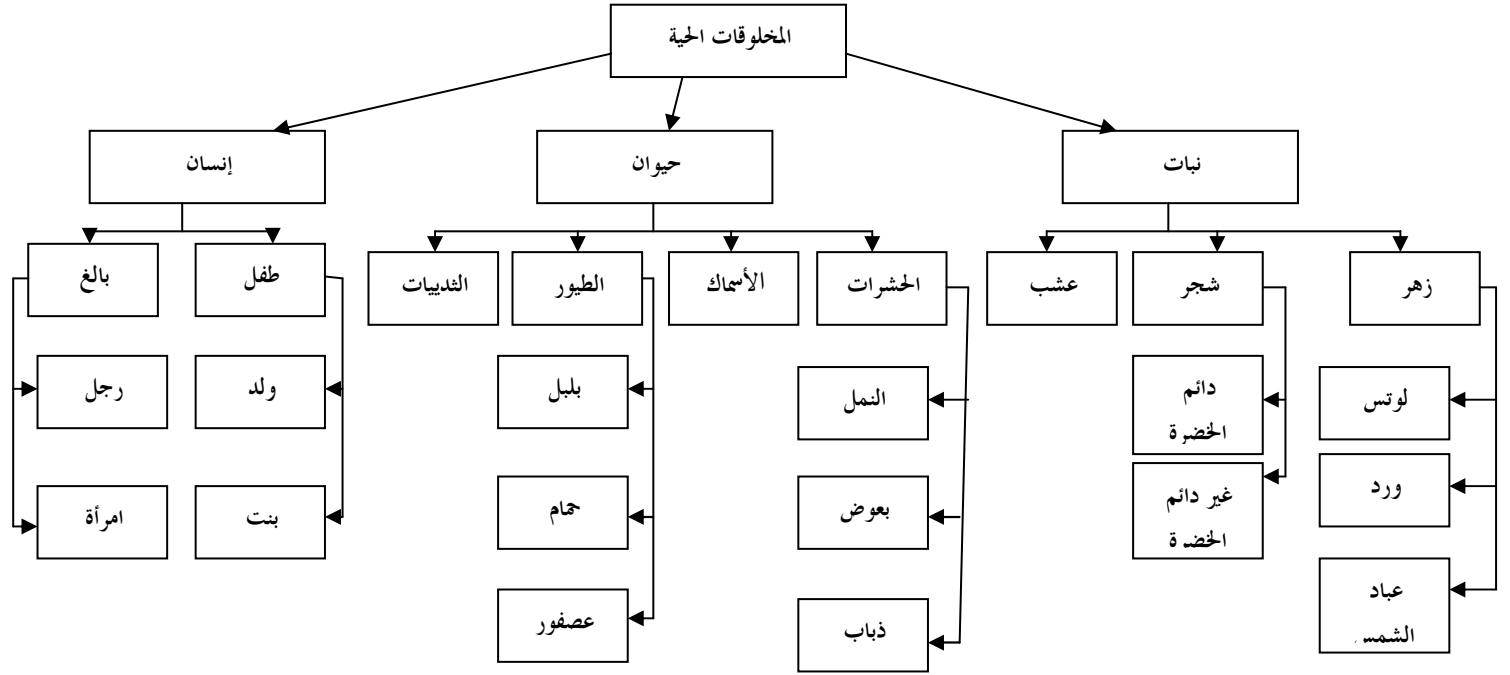 المخلوقات الحية
نبات
حيوان
إنسان
زهر
شجر
عشب
الحشرات
الأسماك
الطيور
الثدييات
طفل
بالغ
لوتس
ورد
عباد
الشمس
دائم
الخضرة
غير دائم
الخضرة
النمل
بعوض
ذباب
بلبل
حمام
عصفور
ولد
بنت
رجل
امرأة